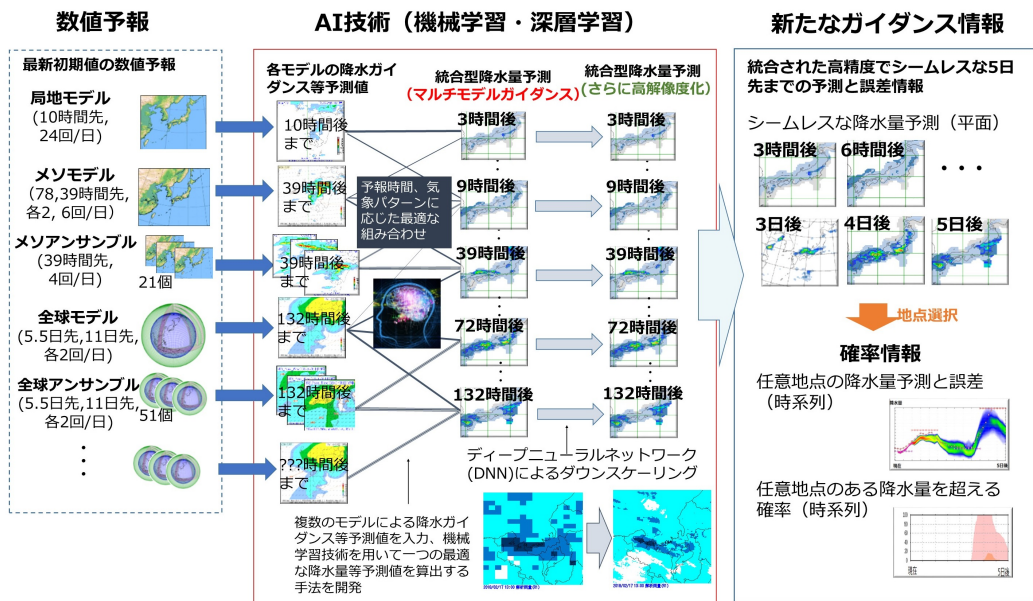 数値予報
最新初期値の数値予報
局地モデル
(10時間先,
24回/日)
メソモデル
(78,39時間先,
各2, 6回/日)
メソアンサンブル
(39時間先,
4回/日)
21個
全球モデル
(5.5日先,11日先,
各2回/日)
全球アンサンブル
(5.5日先,11日先,
各2回/日)
51個
AI技術（機械学習・深層学習）
各モデルの降水ガイ
ダンス等予測値
10時間後
まで
39時間後
まで
39時間後
まで
132時間後
まで
132時間後
まで
???時間後
まで
予報時間、気
象パターンに
応じた最適な
組み合わせ
統合型降水量予測
（マルチモデルガイダンス）
3時間後
9時間後
39時間後
72時間後
132時間後
統合型降水量予測
（さらに高解像度化）
3時間後
9時間後
39時間後
72時間後
132時間後
ディープニューラルネットワーク
(DNN)によるダウンスケーリング
複数のモデルによる降水ガイ
ダンス等予測値を入力、機械
学習技術を用いて一つの最適
な降水量等予測値を算出する
手法を開発
新たなガイダンス情報
統合された高精度でシームレスな5日
先までの予測と誤差情報
シームレスな降水量予測（平面）
3時間後
6時間後
・・・
3日後
4日後
5日後
地点選択
確率情報
任意地点の降水量予測と誤差
（時系列）
降水量
現在
5日後
任意地点のある降水量を超える
確率（時系列）
100
80
60
40
20
0
現在
5日後